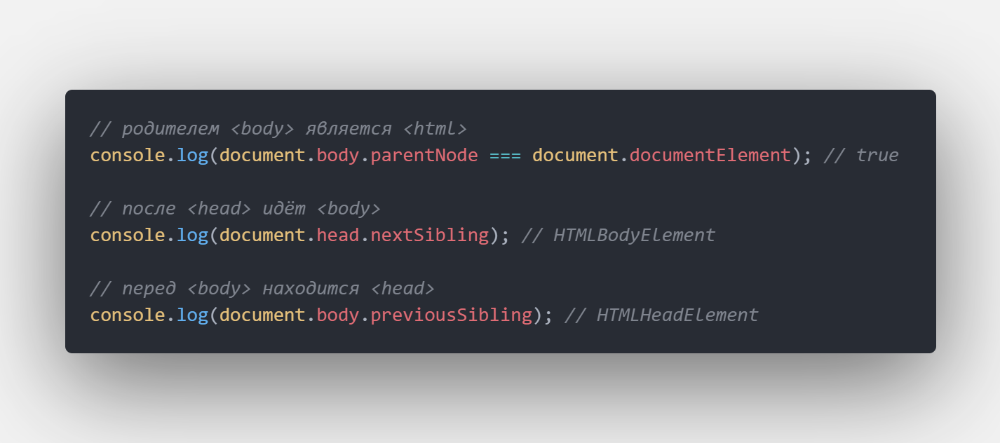 // родителем <body> является <html>
console.log(document.body.parentNode === document.documentElement); // true
// после <head> идём <body>
console.log(document.head.nextSibling); // HTMLBodyElement
// перед <body> находится <head>
console.log(document.body.previousSibling); // HTMLHeadElement